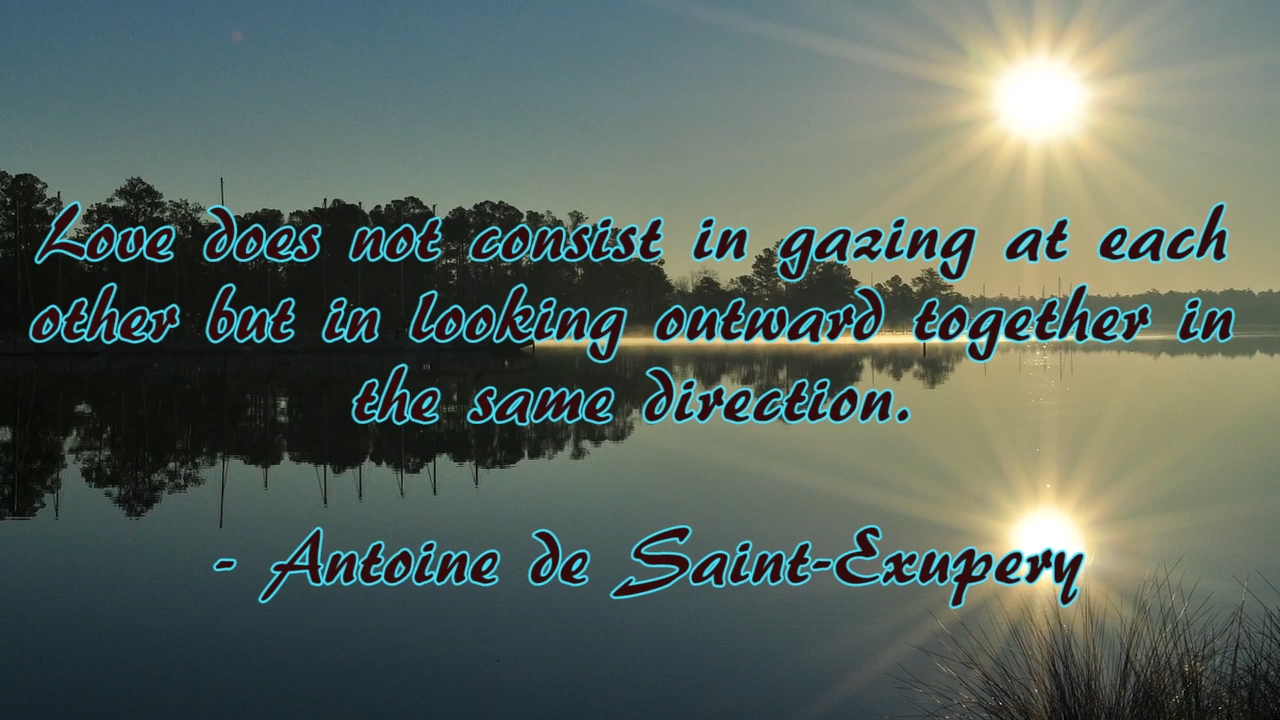 Love does not consist in gazing at each
other but in looking outward together in
the same direction.
- Antoine de Saint-Exupery